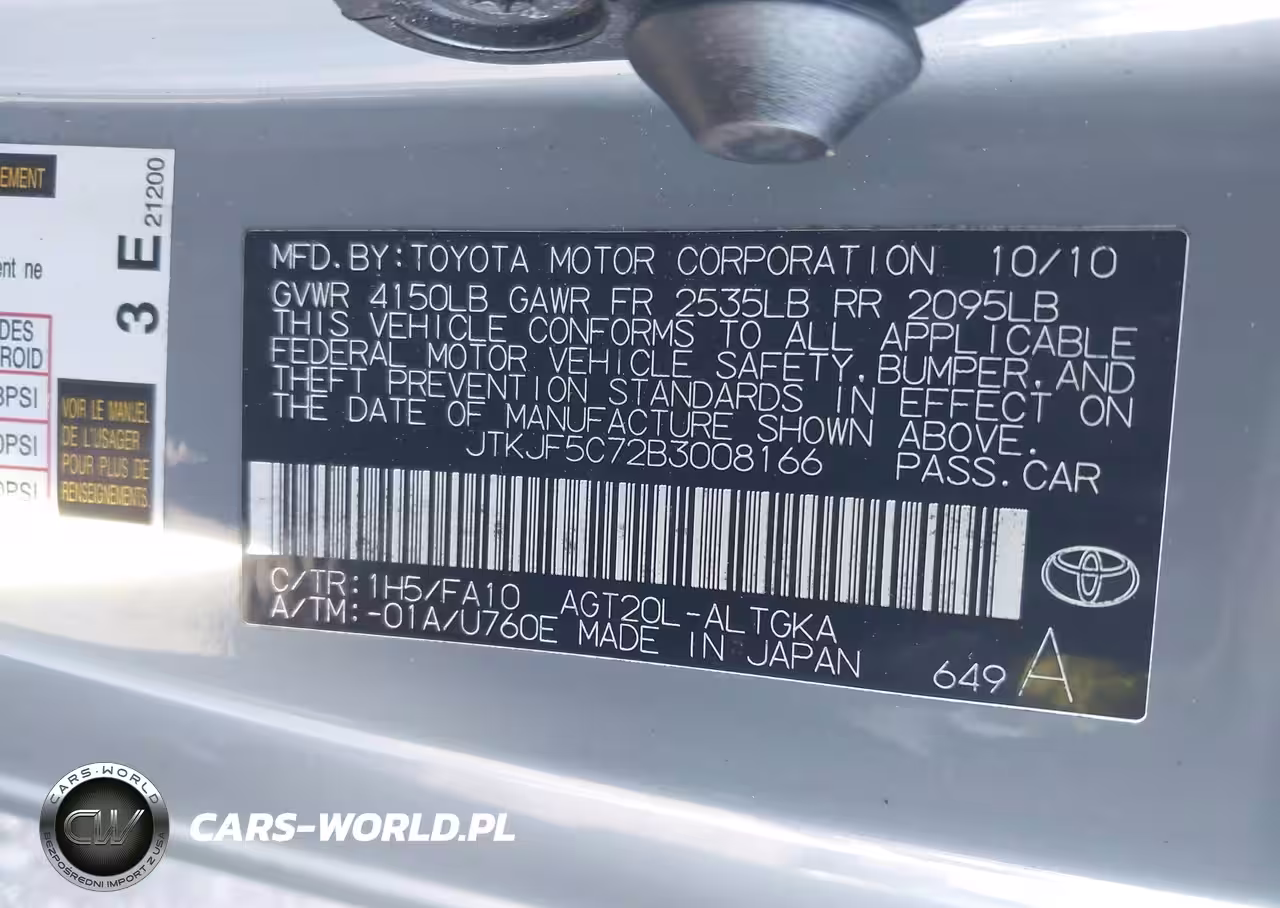 EMENT
ent ne
DES
ROID
PSI
PSI
PSI
VOIR LE MANUEL
DE L'USAGER
POUR PLUS DE
RENSEIGNEMENTS.
3 E 21200
MFD. BY: TOYOTA MOTOR CORPORATION 10/10
GVWR 4150LB GAWR FR 2535LB RR 2095LB
THIS VEHICLE CONFORMS TO ALL APPLICABLE
FEDERAL MOTOR VEHICLE SAFETY, BUMPER, AND
THEFT PREVENTION STANDARDS IN EFFECT ON
THE DATE OF MANUFACTURE SHOWN ABOVE.
JTKJF5C72B3008166 PASS. CAR
C/TR: 1H5/FA10 AGT20L-ALTGKA
A/TM: -01A/U760E MADE IN JAPAN
649 A
CARS-WORLD
CW
BEZPOŚREDNI IMPORT Z USA
CARS-WORLD.PL